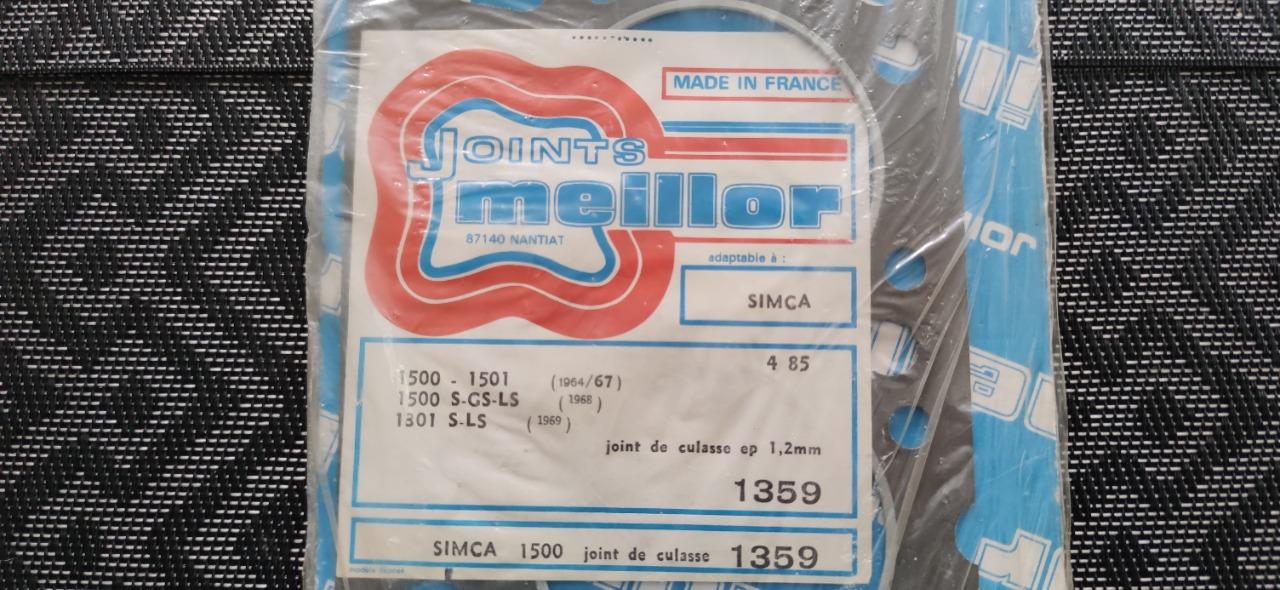 MADE IN FRANCE
JOINTS
meillor
87140 NANTIAT
adaptable à :
SIMCA
4 85
1500 - 1501 (1964/67)
1500 S-GS-LS (1968)
1301 S-LS (1969)
joint de culasse ep 1,2mm
1359
SIMCA 1500 joint de culasse 1359